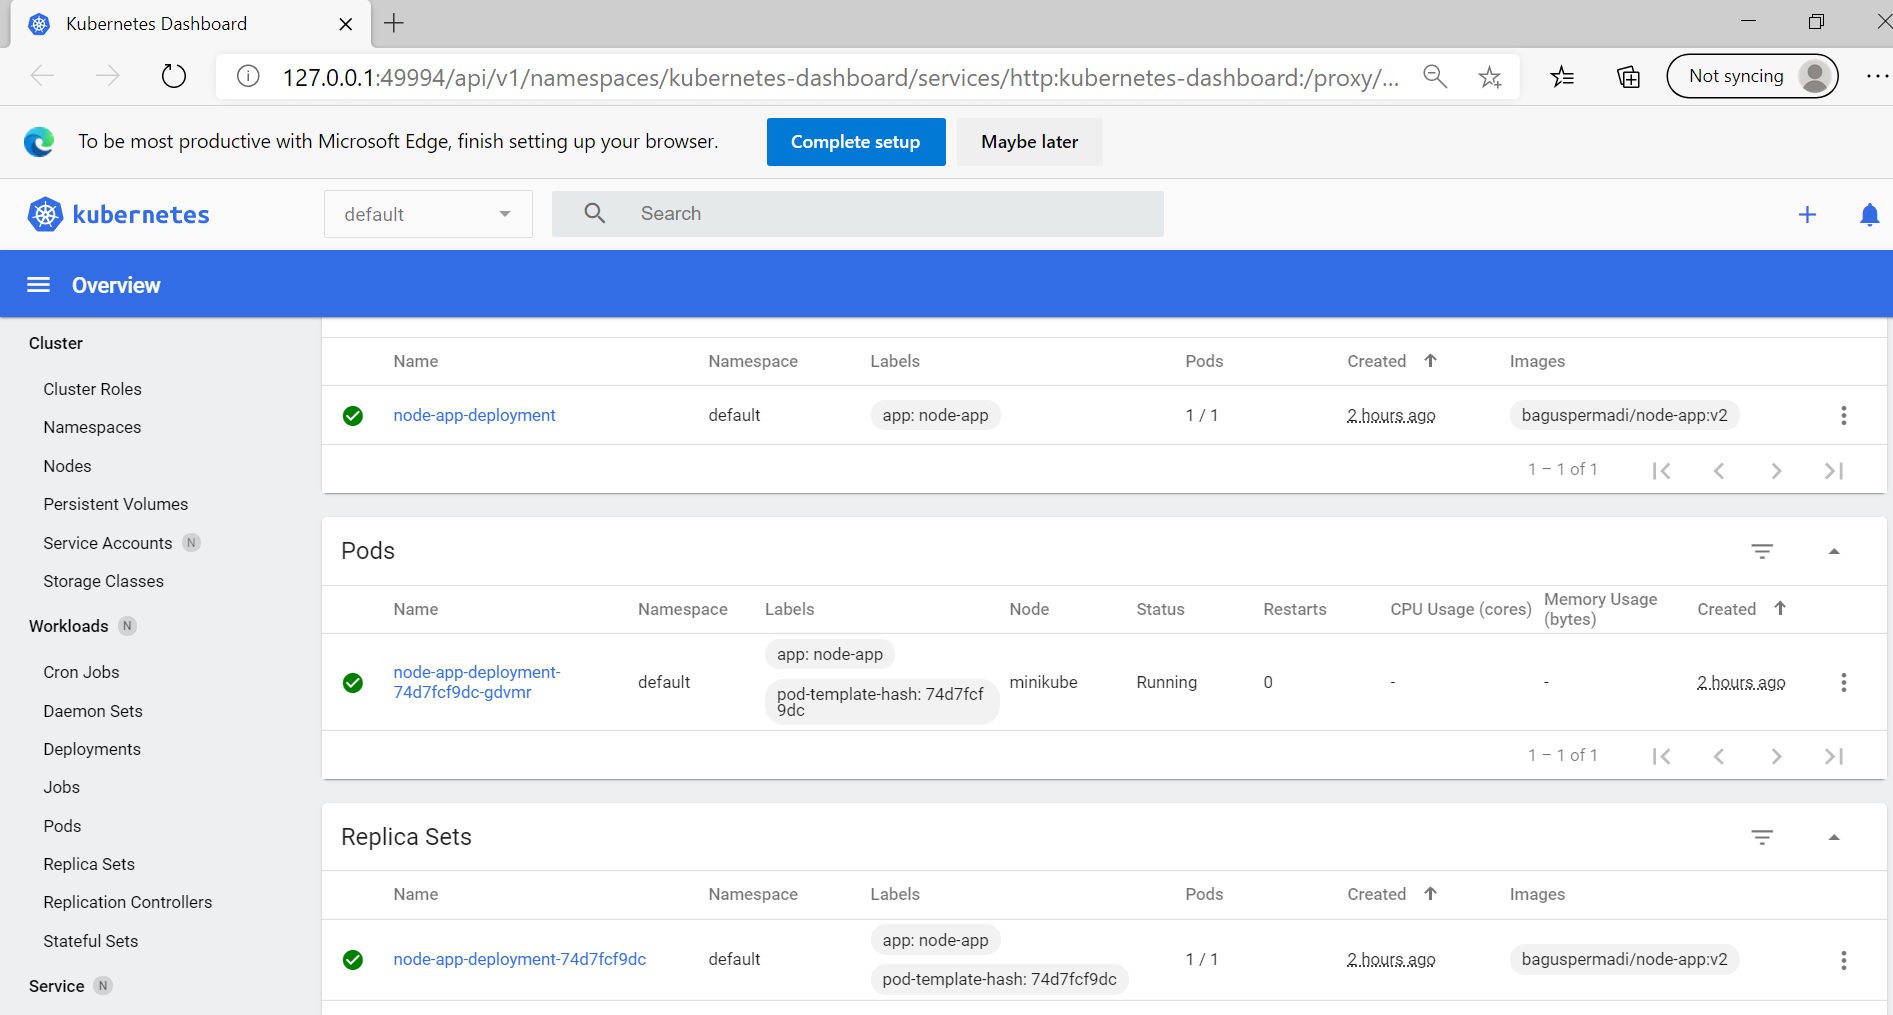 Kubernetes Dashboard
127.0.0.1:49994/api/v1/namespaces/kubernetes-dashboard/services/http:kubernetes-dashboard:/proxy/...
Not syncing
To be most productive with Microsoft Edge, finish setting up your browser.
Complete setup
Maybe later
kubernetes
default
Search
Overview
Cluster
Cluster Roles
Namespaces
Nodes
Persistent Volumes
Service Accounts N
Storage Classes
Workloads N
Cron Jobs
Daemon Sets
Deployments
Jobs
Pods
Replica Sets
Replication Controllers
Stateful Sets
Service N
Name Namespace Labels Pods Created Images
node-app-deployment default app: node-app 1 / 1 2 hours ago baguspermadi/node-app:v2
1 – 1 of 1
Pods
Name Namespace Labels Node Status Restarts CPU Usage (cores) Memory Usage (bytes) Created
node-app-deployment-
74d7fcf9dc-gdvmr
default
app: node-app
pod-template-hash: 74d7fcf
9dc
minikube Running 0 - - 2 hours ago
1 – 1 of 1
Replica Sets
Name Namespace Labels Pods Created Images
node-app-deployment-74d7fcf9dc default
app: node-app
pod-template-hash: 74d7fcf9dc
1 / 1 2 hours ago baguspermadi/node-app:v2